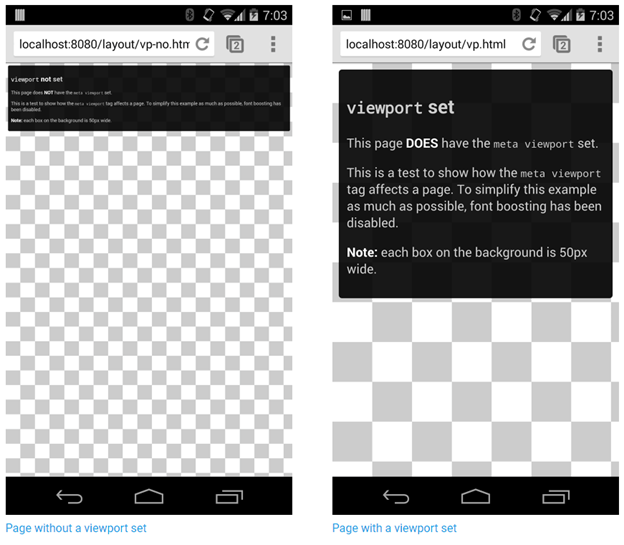 7:03
localhost:8080/layout/vp-no.htm
2
viewport not set
This page does NOT have the meta viewport set.
This is a test to show how the meta viewport tag affects a page. To simplify this example as much as possible, font boosting has
been disabled.
Note: each box on the background is 50px wide.
Page without a viewport set
7:03
localhost:8080/layout/vp.html
2
viewport set
This page DOES have the meta viewport set.
This is a test to show how the meta viewport
tag affects a page. To simplify this example
as much as possible, font boosting has been
disabled.
Note: each box on the background is 50px
wide.
Page with a viewport set